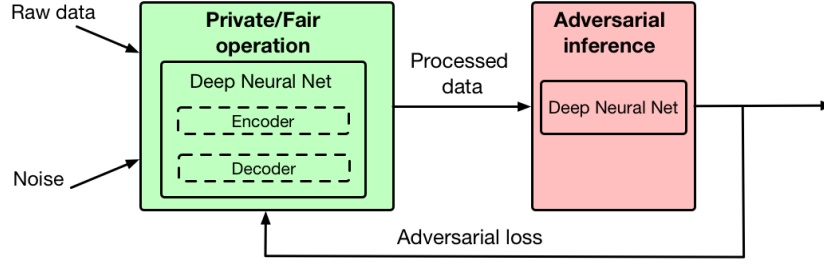 Raw data
Noise
Private/Fair
operation
Deep Neural Net
Encoder
Decoder
Processed
data
Adversarial
inference
Deep Neural Net
Adversarial loss